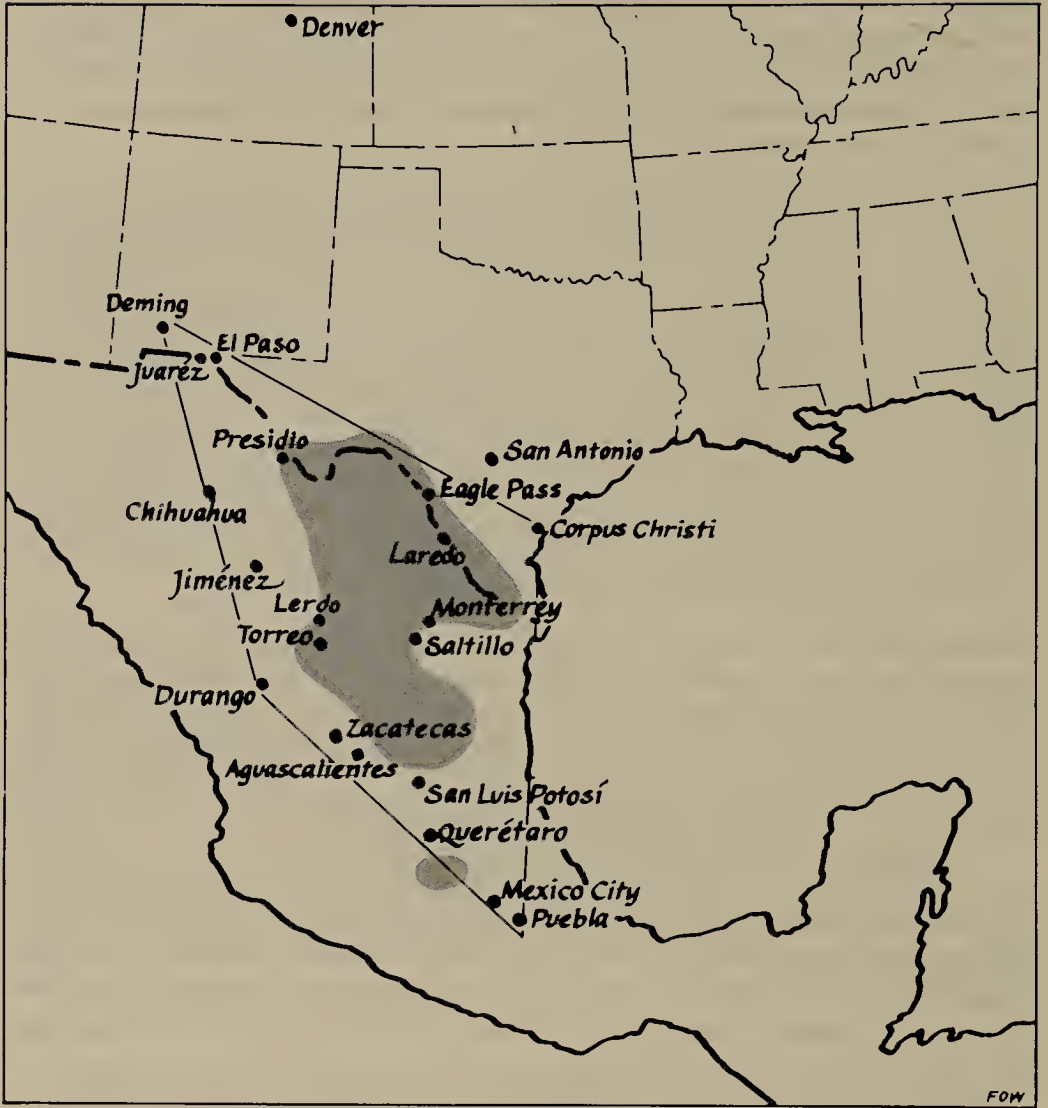 Denver
Deming
El Paso
Juaréz
Presidio
San Antonio
Eagle Pass
Chihuahua
Corpus Christi
Laredo
Jiménez
Lerdo
Monterrey
Torreo
Saltillo
Durango
Zacatecas
Aguascalientes
San Luis Potosí
Querétaro
Mexico City
Puebla
FOW